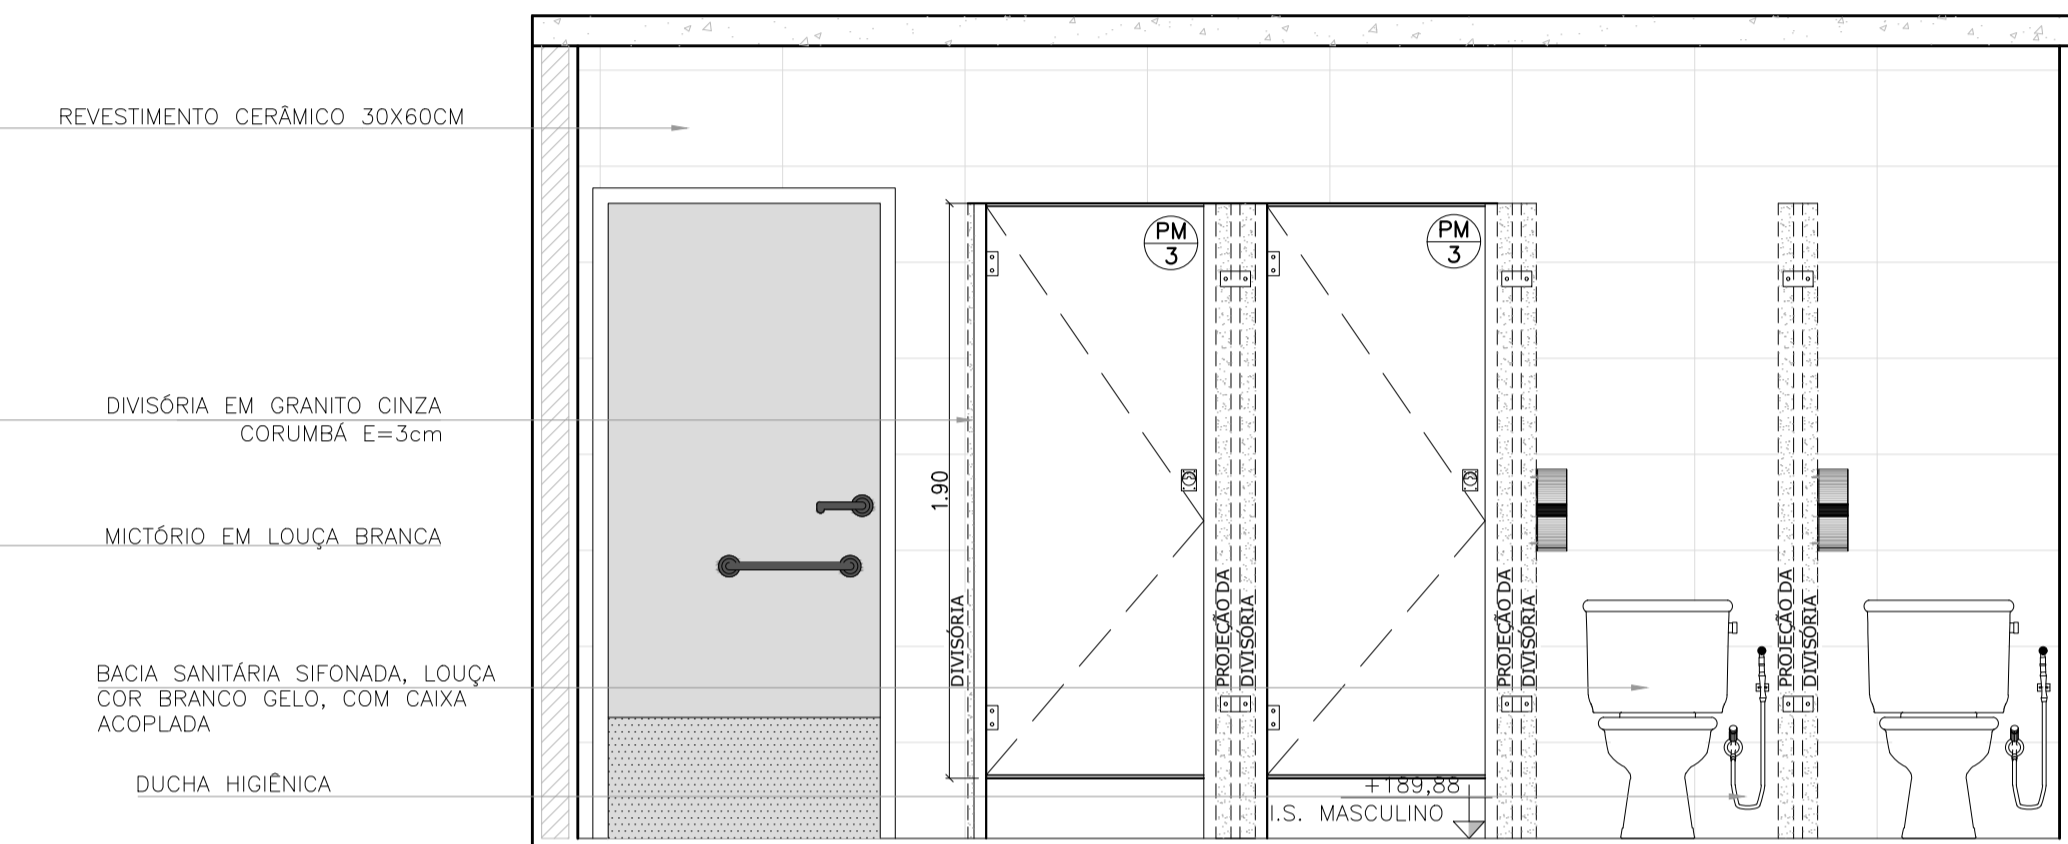 REVESTIMENTO CERÂMICO 30X60CM
PM
3
PM
3
DIVISÓRIA EM GRANITO CINZA
CORUMBÁ E=3cm
1.90
MICTÓRIO EM LOUÇA BRANCA
DIVISÓRIA
PROJEÇÃO DA
DIVISÓRIA
PROJEÇÃO DA
DIVISÓRIA
PROJEÇÃO DA
DIVISÓRIA
BACIA SANITÁRIA SIFONADA, LOUÇA
COR BRANCO GELO, COM CAIXA
ACOPLADA
DUCHA HIGIÊNICA
+189,88
I.S. MASCULINO